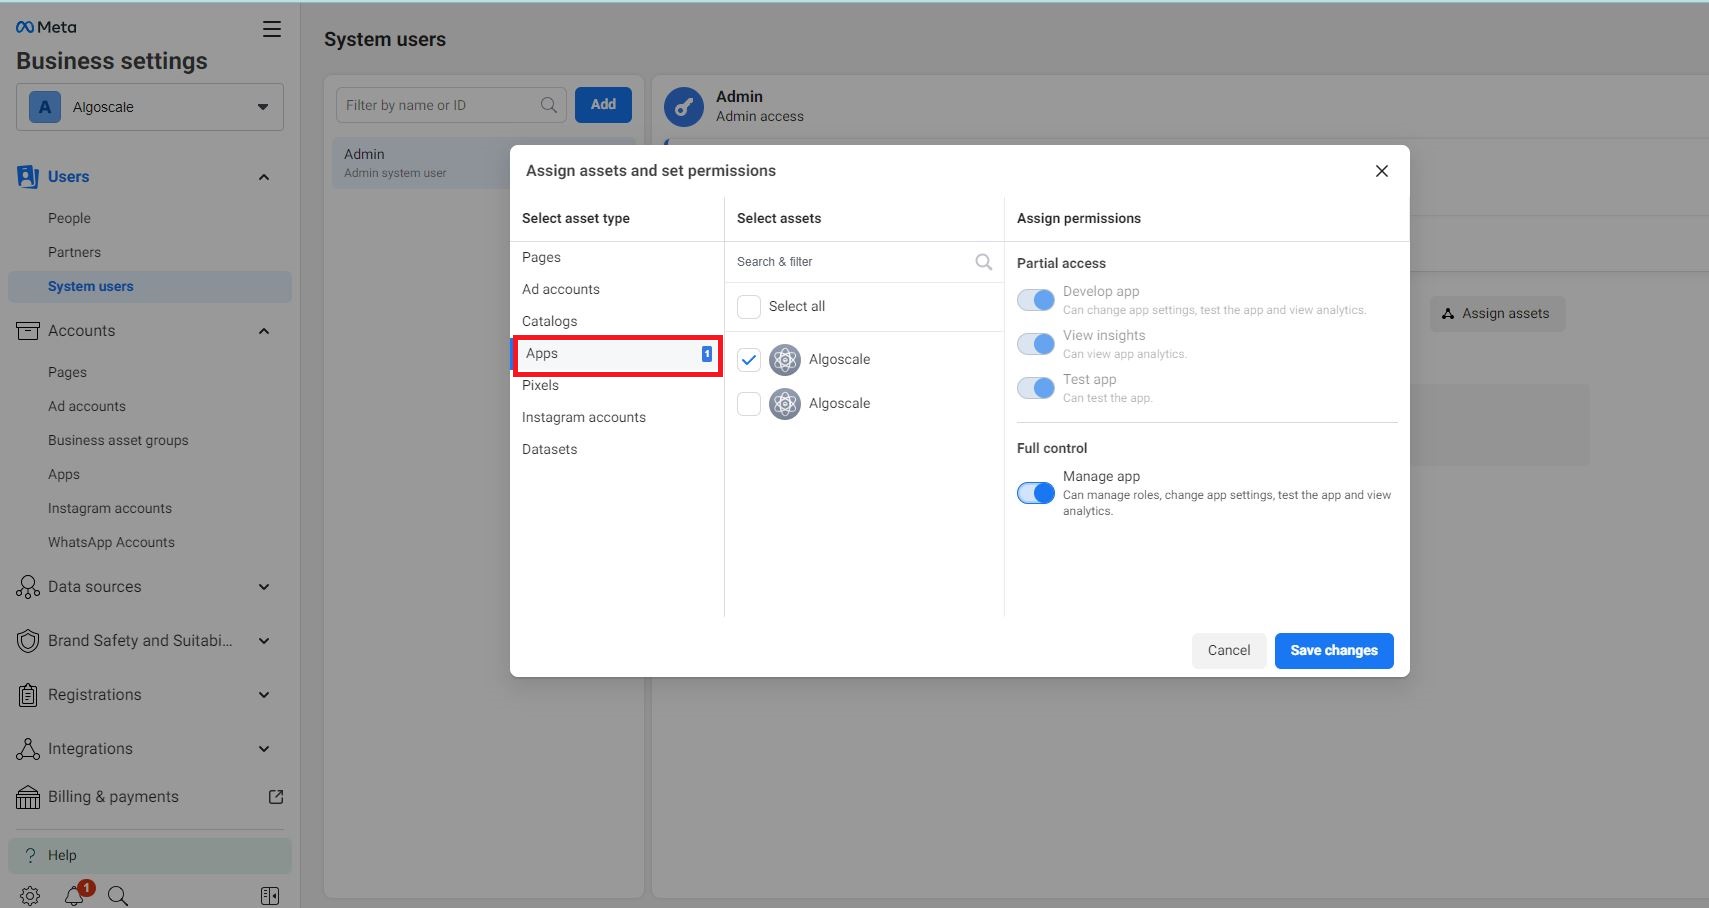 Meta
Business settings
A
Algoscale
Users
People
Partners
System users
Accounts
Pages
Ad accounts
Business asset groups
Apps
Instagram accounts
WhatsApp Accounts
Data sources
Brand Safety and Suitabi...
Registrations
Integrations
Billing & payments
? Help
1
System users
Filter by name or ID
Add
Admin
Admin system user
Admin
Admin access
Assign assets
Assign assets and set permissions
Select asset type
Pages
Ad accounts
Catalogs
Apps
1
Pixels
Instagram accounts
Datasets
Select assets
Search & filter
Select all
Algoscale
Algoscale
Assign permissions
Partial access
Develop app
Can change app settings, test the app and view analytics.
View insights
Can view app analytics.
Test app
Can test the app.
Full control
Manage app
Can manage roles, change app settings, test the app and view
analytics.
Cancel
Save changes